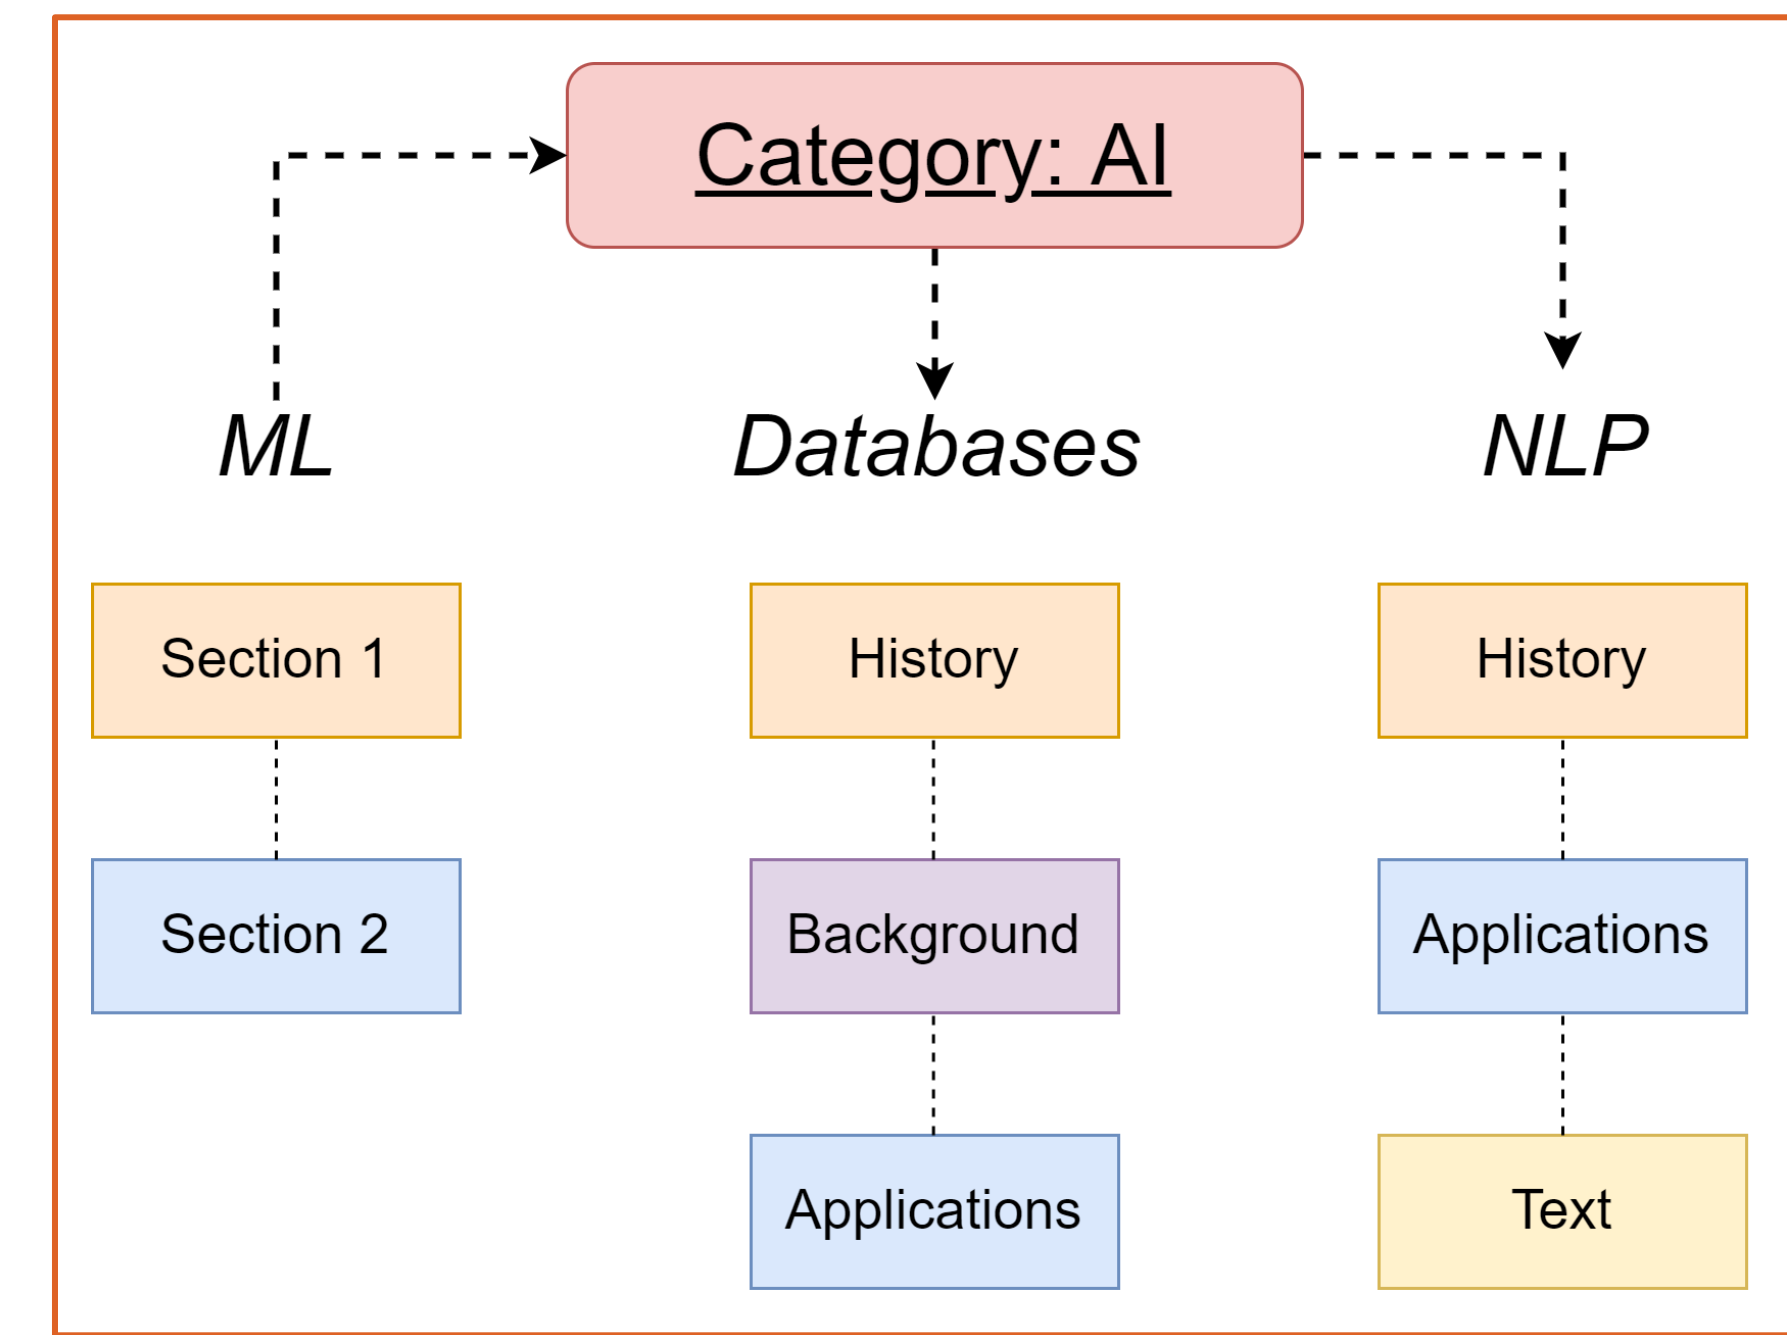 Category: AI
ML
Databases
NLP
Section 1
History
History
Section 2
Background
Applications
Applications
Text